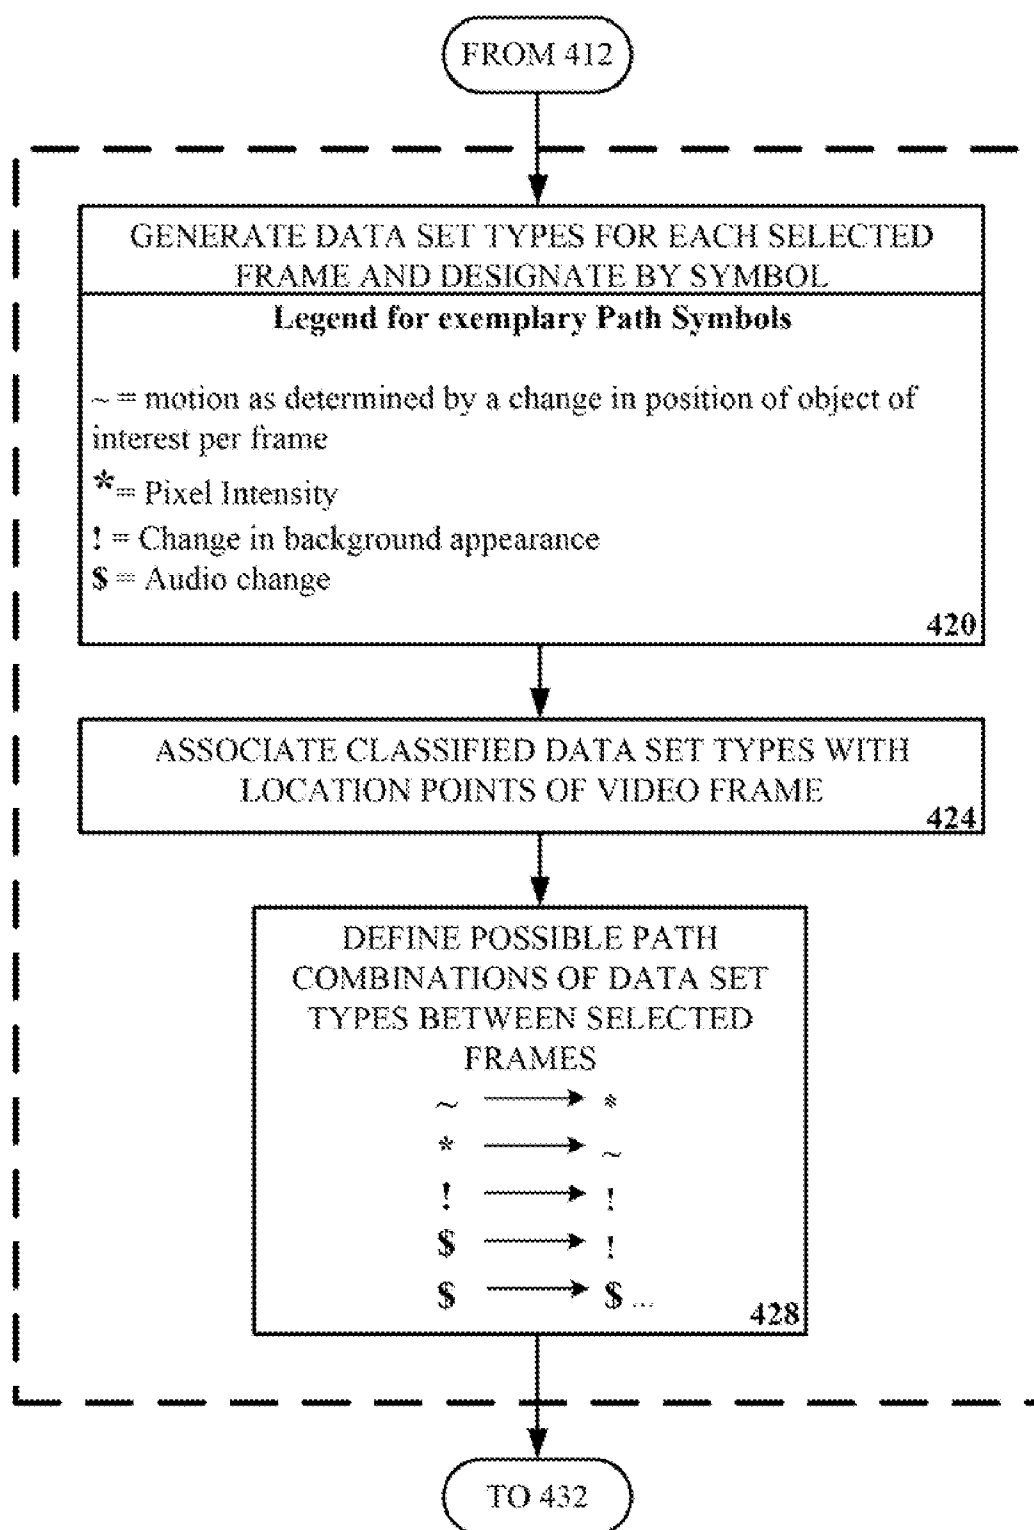 FROM 412
GENERATE DATA SET TYPES FOR EACH SELECTED
FRAME AND DESIGNATE BY SYMBOL
Legend for exemplary Path Symbols
~ = motion as determined by a change in position of object of
interest per frame
*= Pixel Intensity
! = Change in background appearance
$ = Audio change
420
ASSOCIATE CLASSIFIED DATA SET TYPES WITH
LOCATION POINTS OF VIDEO FRAME
424
DEFINE POSSIBLE PATH
COMBINATIONS OF DATA SET
TYPES BETWEEN SELECTED
FRAMES
~ → *
* → ~
! → !
$ → !
$ → $ ...
428
TO 432